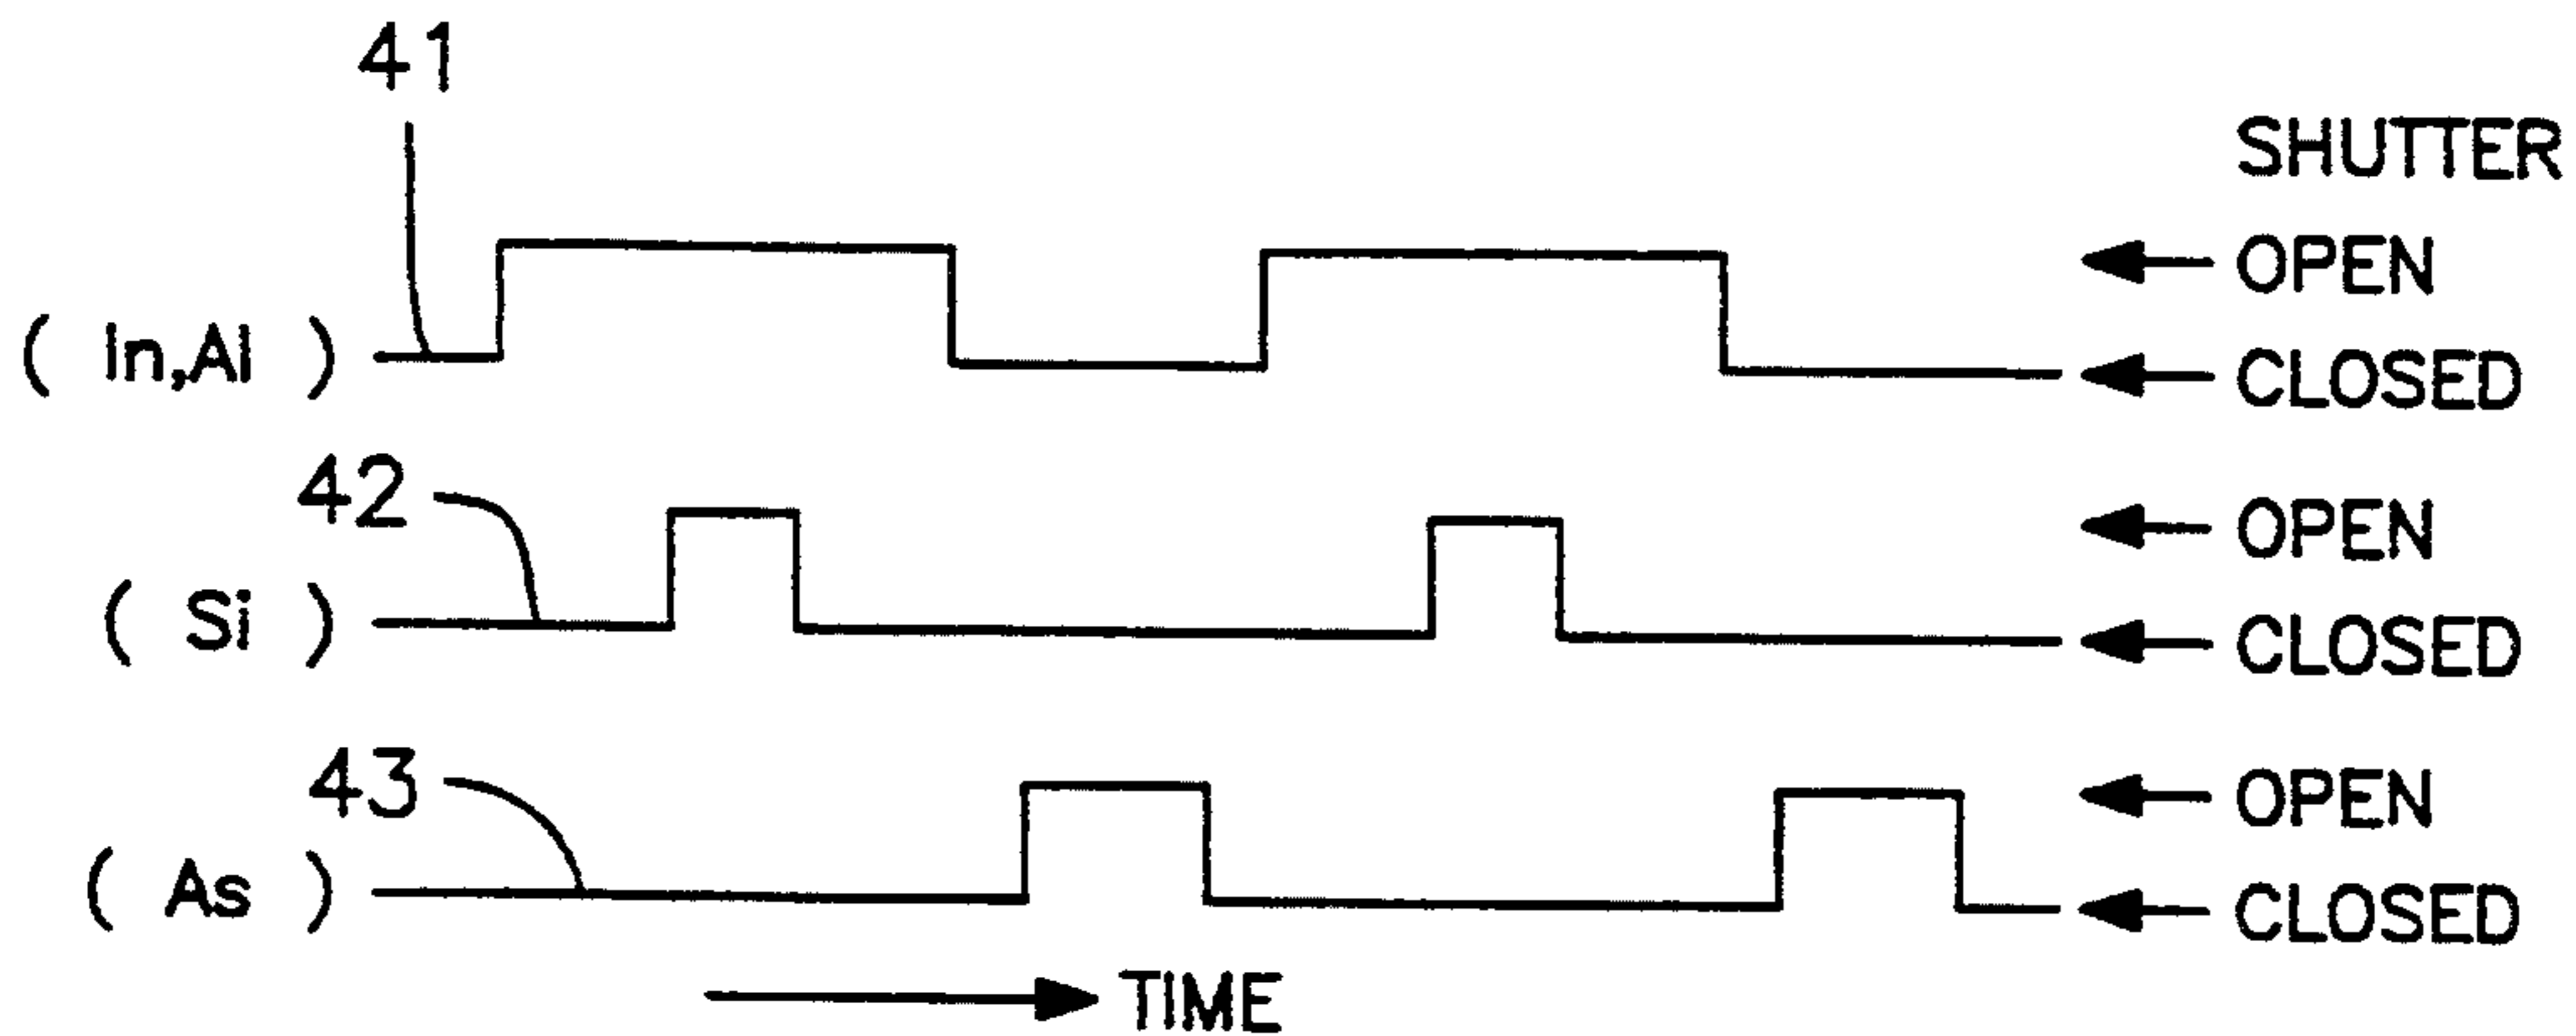 41
SHUTTER
OPEN
( In,Al ) CLOSED
42
OPEN
( Si ) CLOSED
43
OPEN
( As ) CLOSED
TIME